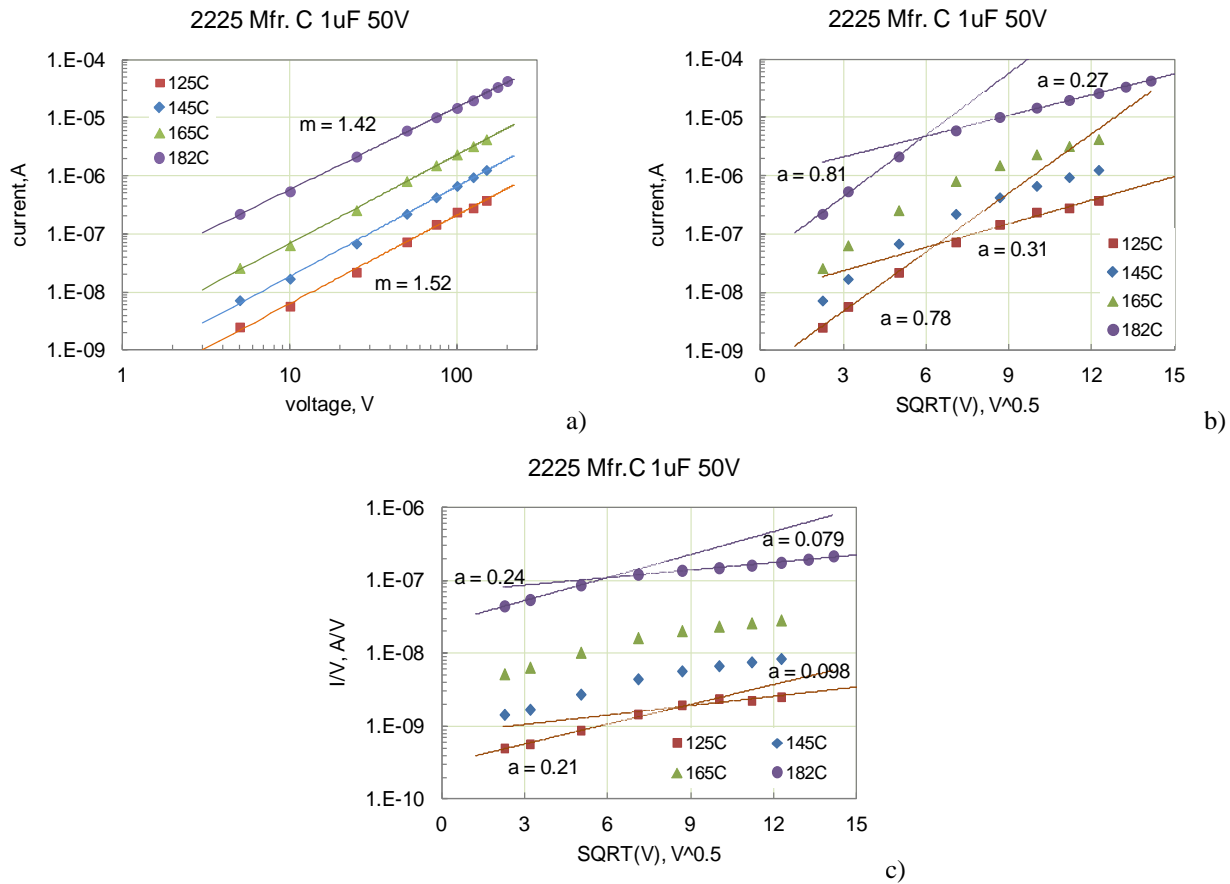 2225 Mfr. C 1uF 50V
1.E-04
1.E-05
1.E-06
1.E-07
1.E-08
1.E-09
current,A
125C
145C
165C
182C
m = 1.42
m = 1.52
1 10 100
voltage, V
a)
2225 Mfr. C 1uF 50V
1.E-04
1.E-05
1.E-06
1.E-07
1.E-08
1.E-09
current,A
a = 0.27
a = 0.81
a = 0.31
a = 0.78
125C
145C
165C
182C
0 3 6 9 12 15
SQRT(V), V^0.5
b)
2225 Mfr.C 1uF 50V
1.E-06
1.E-07
1.E-08
1.E-09
1.E-10
I/V, A/V
a = 0.079
a = 0.24
a = 0.098
a = 0.21
125C 145C
165C 182C
0 3 6 9 12 15
SQRT(V), V^0.5
c)